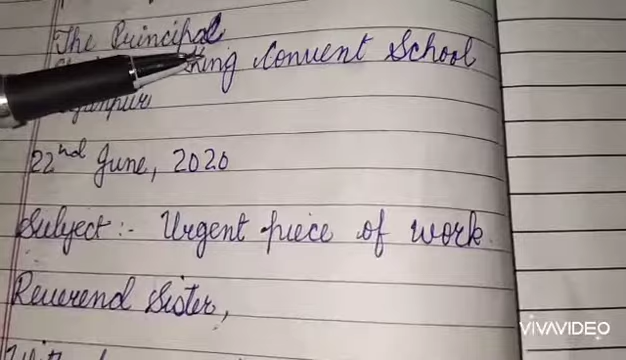 The Principal
Convent School
22nd June, 2020
Subject :- Urgent piece of work.
Reverend Sister,
VIVAVIDEO